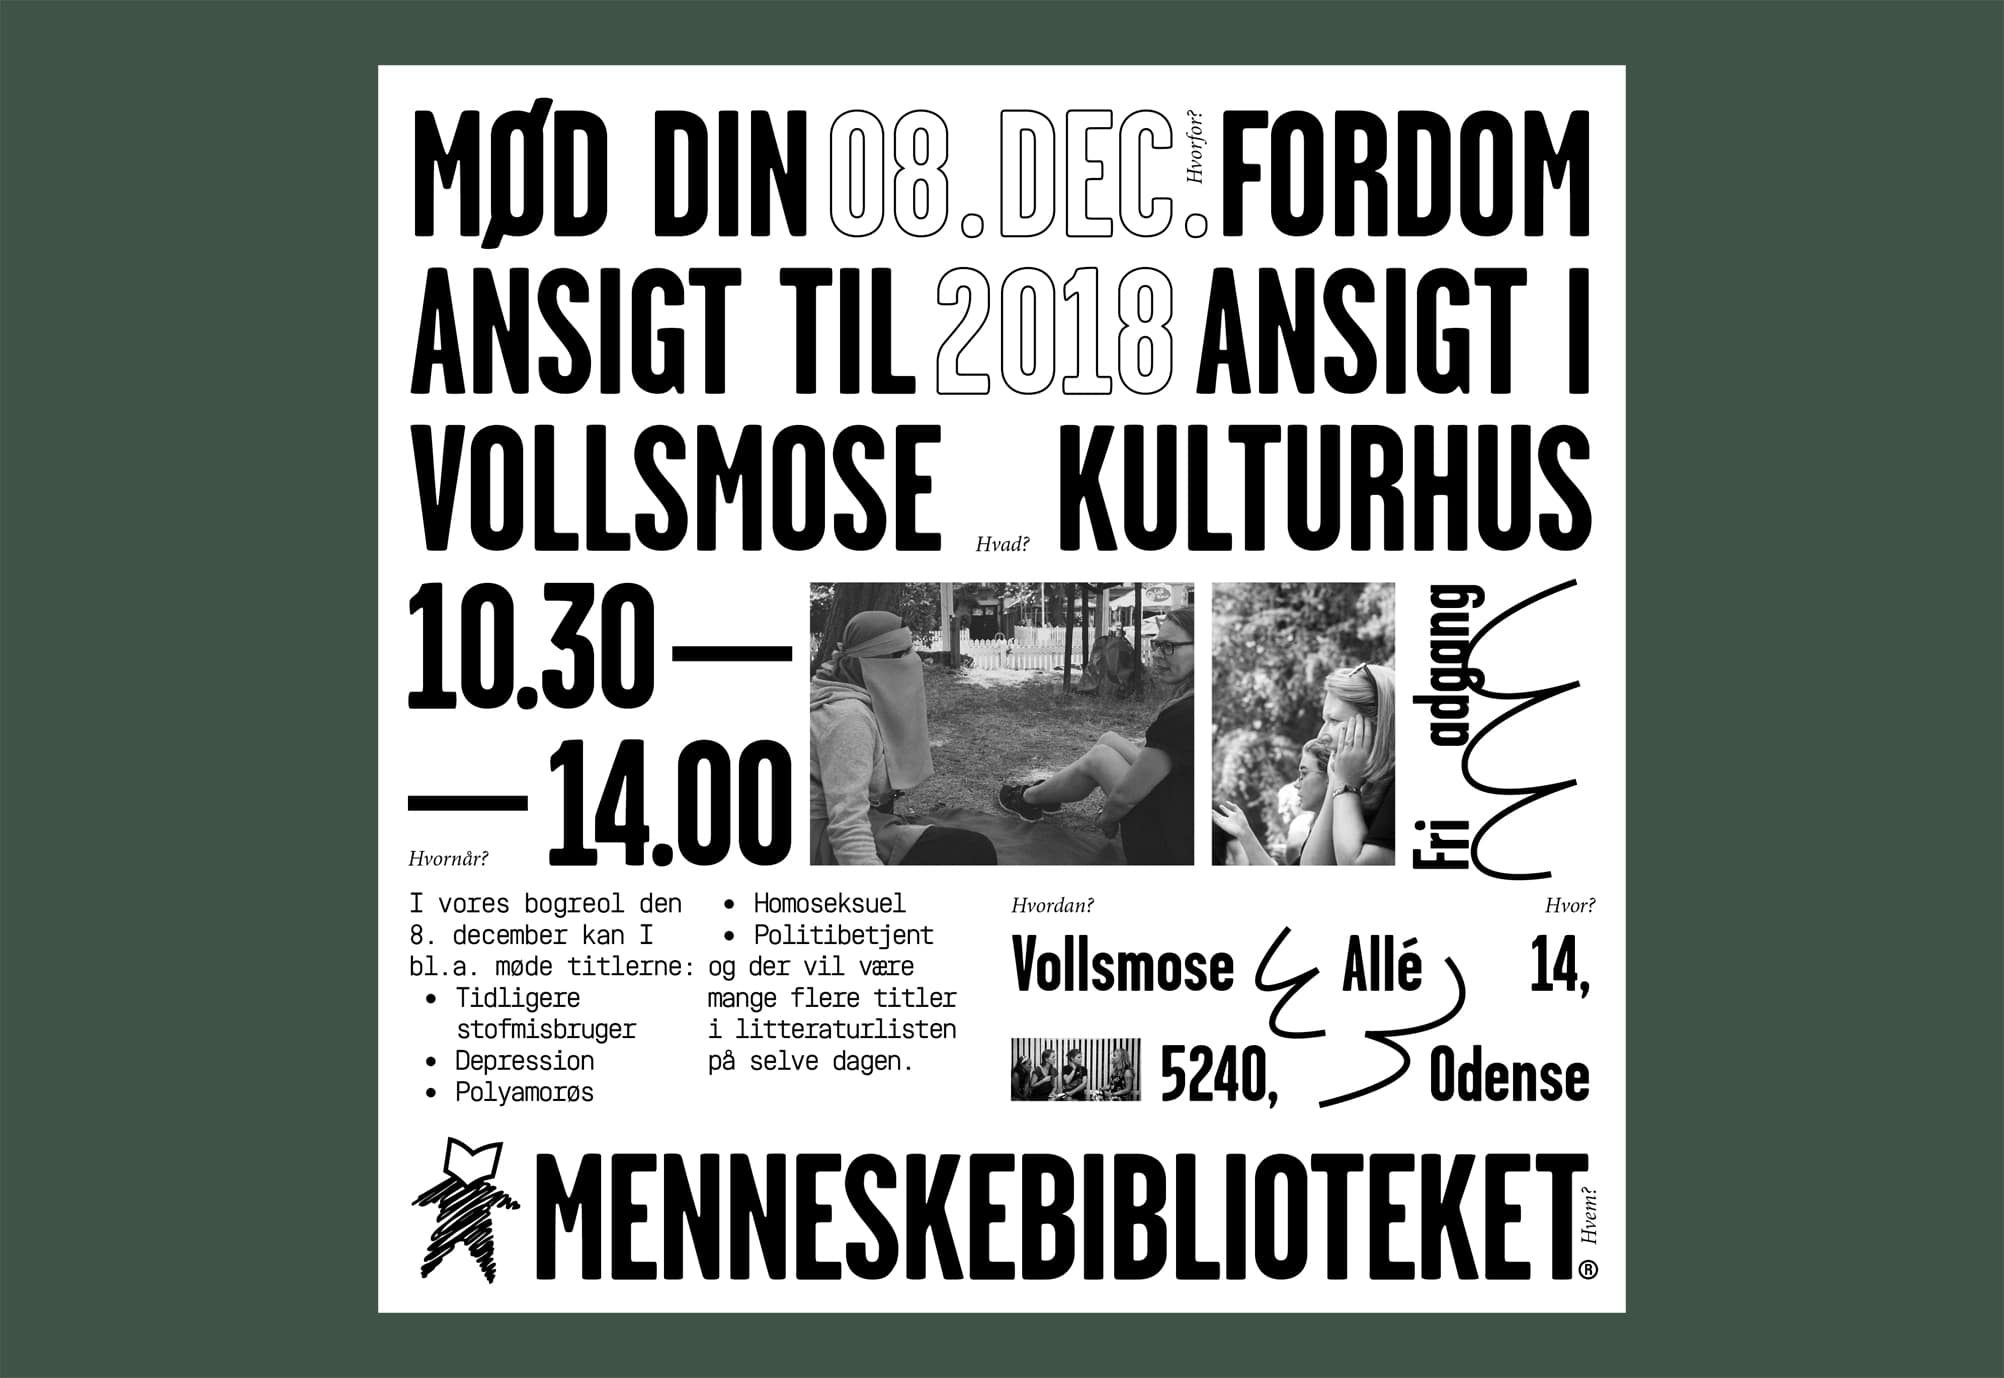 MØD DIN 08. DEC. Hvorfor? FORDOM
ANSIGT TIL 2018 ANSIGT I
VOLLSMOSE Hvad? KULTURHUS
10.30 —
— 14.00
Hvornår?
Fri adgang
I vores bogreol den
8. december kan I
bl.a. møde titlerne:
• Tidligere
stofmisbruger
• Depression
• Polyamorøs
• Homoseksuel
• Politibetjent
og der vil være
mange flere titler
i litteraturlisten
på selve dagen.
Hvordan? Hvor?
Vollsmose Allé 14,
5240, Odense
MENNESKEBIBLIOTEKET®
Hvem?